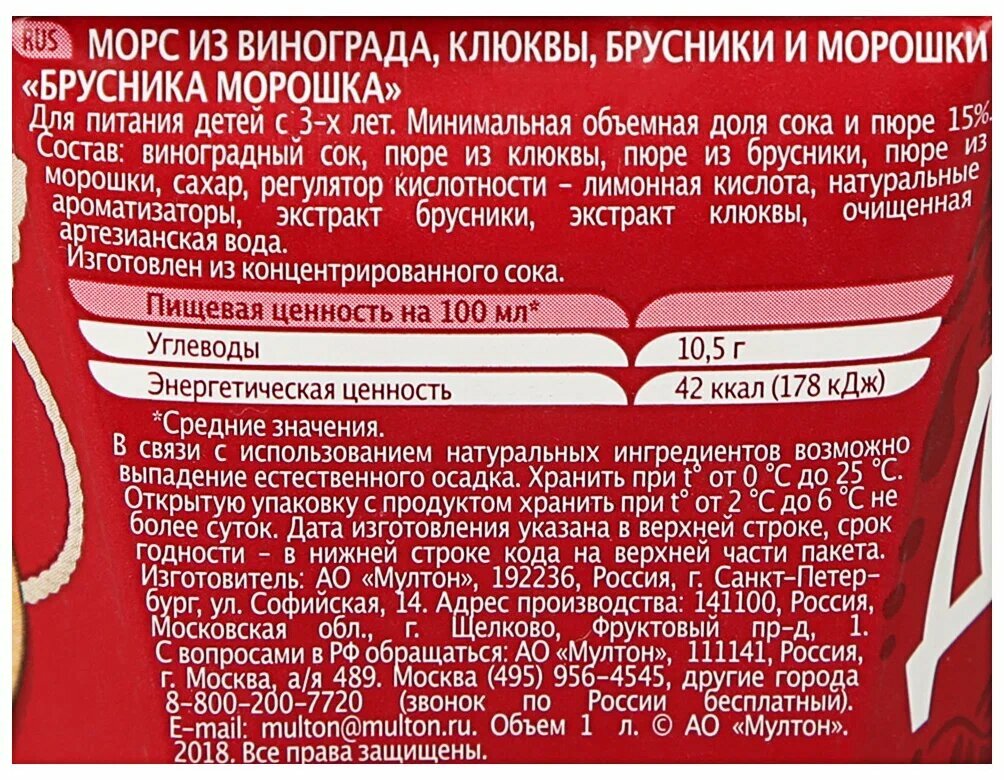 RUS
МОРС ИЗ ВИНОГРАДА, КЛЮКВЫ, БРУСНИКИ И МОРОШКИ
«БРУСНИКА МОРОШКА»
Для питания детей с 3-х лет. Минимальная объемная доля сока и пюре 15%.
Состав: виноградный сок, пюре из клюквы, пюре из брусники, пюре из
морошки, сахар, регулятор кислотности – лимонная кислота, натуральные
ароматизаторы, экстракт брусники, экстракт клюквы, очищенная
артезианская вода.
Изготовлен из концентрированного сока.
Пищевая ценность на 100 мл*
Углеводы 10,5 г
Энергетическая ценность 42 ккал (178 кДж)
*Средние значения.
В связи с использованием натуральных ингредиентов возможно
выпадение естественного осадка. Хранить при t° от 0 °C до 25 °C.
Открытую упаковку с продуктом хранить при t° от 2 °C до 6 °C не
более суток. Дата изготовления указана в верхней строке, срок
годности – в нижней строке кода на верхней части пакета.
Изготовитель: АО «Мултон», 192236, Россия, г. Санкт-Петер-
бург, ул. Софийская, 14. Адрес производства: 141100, Россия,
Московская обл., г. Щелково, Фруктовый пр-д, 1.
С вопросами в РФ обращаться: АО «Мултон», 111141, Россия,
г. Москва, а/я 489. Москва (495) 956-4545, другие города
8-800-200-7720 (звонок по России бесплатный).
E-mail: multon@multon.ru. Объем 1 л. © АО «Мултон».
2018. Все права защищены.